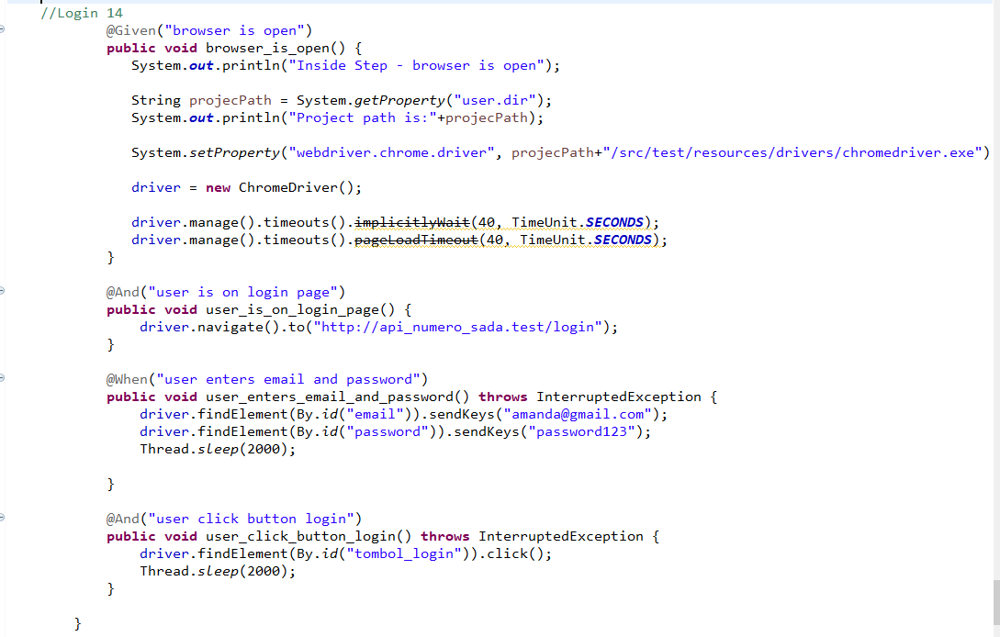 //Login 14
@Given("browser is open")
public void browser_is_open() {
System.out.println("Inside Step - browser is open");
String projecPath = System.getProperty("user.dir");
System.out.println("Project path is:"+projecPath);
System.setProperty("webdriver.chrome.driver", projecPath+"/src/test/resources/drivers/chromedriver.exe")
driver = new ChromeDriver();
driver.manage().timeouts().implicitlyWait(40, TimeUnit.SECONDS);
driver.manage().timeouts().pageLoadTimeout(40, TimeUnit.SECONDS);
}
@And("user is on login page")
public void user_is_on_login_page() {
driver.navigate().to("http://api_numero_sada.test/login");
}
@When("user enters email and password")
public void user_enters_email_and_password() throws InterruptedException {
driver.findElement(By.id("email")).sendKeys("amanda@gmail.com");
driver.findElement(By.id("password")).sendKeys("password123");
Thread.sleep(2000);
}
@And("user click button login")
public void user_click_button_login() throws InterruptedException {
driver.findElement(By.id("tombol_login")).click();
Thread.sleep(2000);
}
}